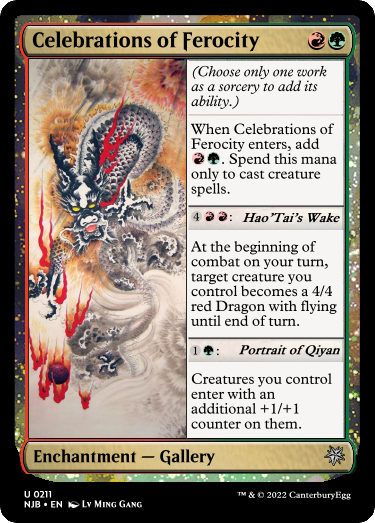 Celebrations of Ferocity
(Choose only one work
as a sorcery to add its
ability.)
When Celebrations of
Ferocity enters, add
. Spend this mana
only to cast creature
spells.
4 : Hao'Tai's Wake
At the beginning of
combat on your turn,
target creature you
control becomes a 4/4
red Dragon with flying
until end of turn.
1 : Portrait of Qiyan
Creatures you control
enter with an
additional +1/+1
counter on them.
Enchantment — Gallery
U 0211
NJB • EN Lv Ming Gang
™ & © 2022 CanterburyEgg